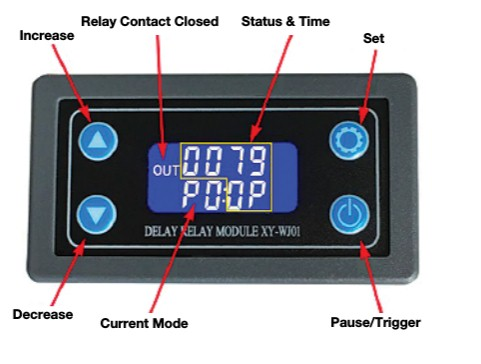 Relay Contact Closed
Status & Time
Increase
Set
OUT 0079
P0:0P
DELAY RELAY MODULE XY-WJ01
Decrease
Current Mode
Pause/Trigger